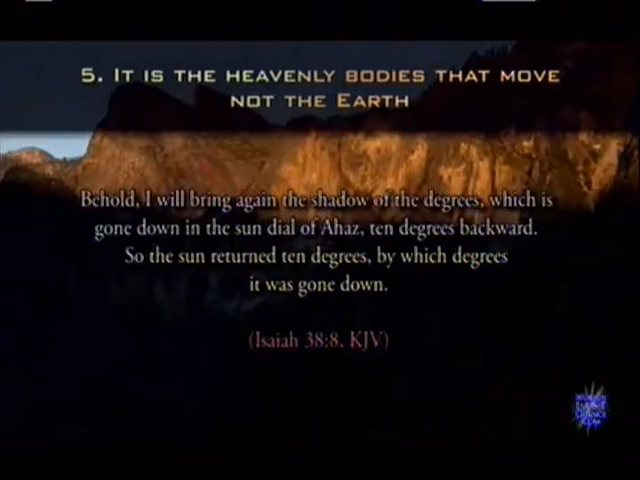 5. IT IS THE HEAVENLY BODIES THAT MOVE
NOT THE EARTH
Behold, I will bring again the shadow of the degrees, which is
gone down in the sun dial of Ahaz, ten degrees backward.
So the sun returned ten degrees, by which degrees
it was gone down.
(Isaiah 38:8, KJV)